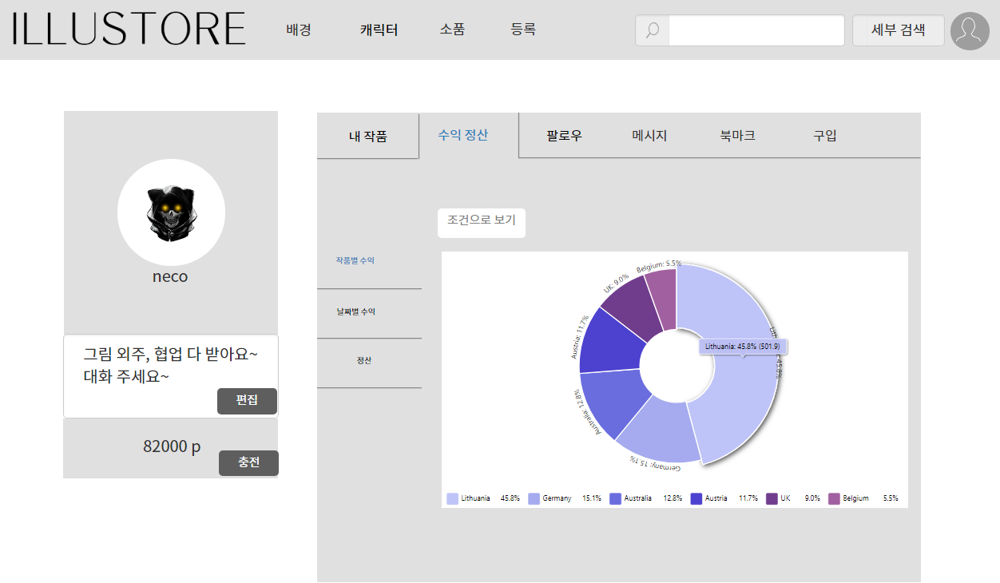 ILLUSTORE
배경 캐릭터 소품 등록 세부 검색
내 작품 수익 정산 팔로우 메시지 북마크 구입
neco
그림 외주, 협업 다 받아요~
대화 주세요~
편집
82000 p
충전
작품별 수익
날짜별 수익
정산
조건으로 보기
Belgium: 5.5%
UK: 9.0%
Austria: 11.7%
Australia: 12.8%
Germany: 15.1%
Lithuania: 45.8% (501.9)
45.8%
Lithuania 45.8% Germany 15.1% Australia 12.8% Austria 11.7% UK 9.0% Belgium 5.5%